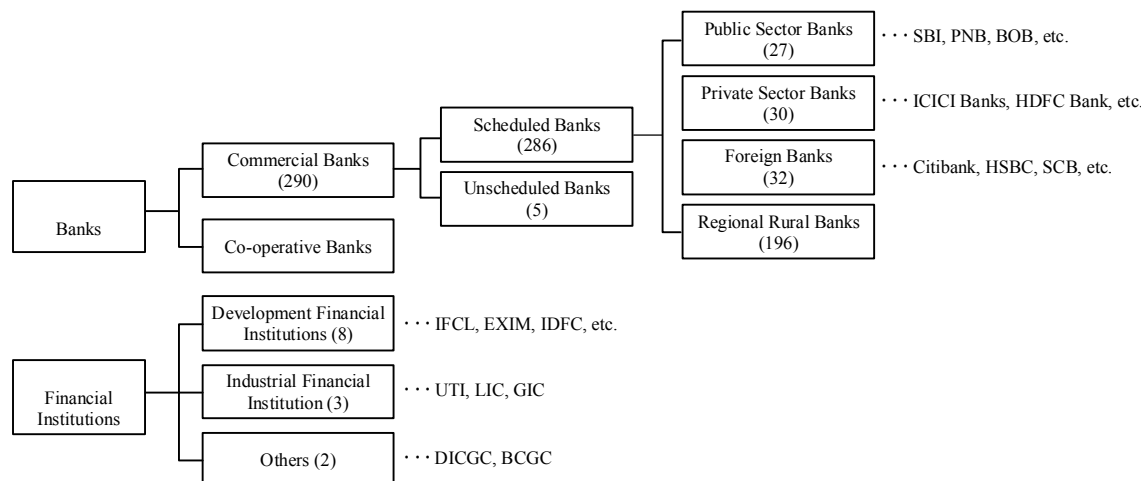 Public Sector Banks
(27)
··· SBI, PNB, BOB, etc.
Private Sector Banks
(30)
··· ICICI Banks, HDFC Bank, etc.
Scheduled Banks
(286)
Commercial Banks
(290)
Foreign Banks
(32)
··· Citibank, HSBC, SCB, etc.
Unscheduled Banks
(5)
Banks
Co-operative Banks
Regional Rural Banks
(196)
Development Financial
Institutions (8)
··· IFCL, EXIM, IDFC, etc.
Financial
Institutions
Industrial Financial
Institution (3)
··· UTI, LIC, GIC
Others (2)
··· DICGC, BCGC